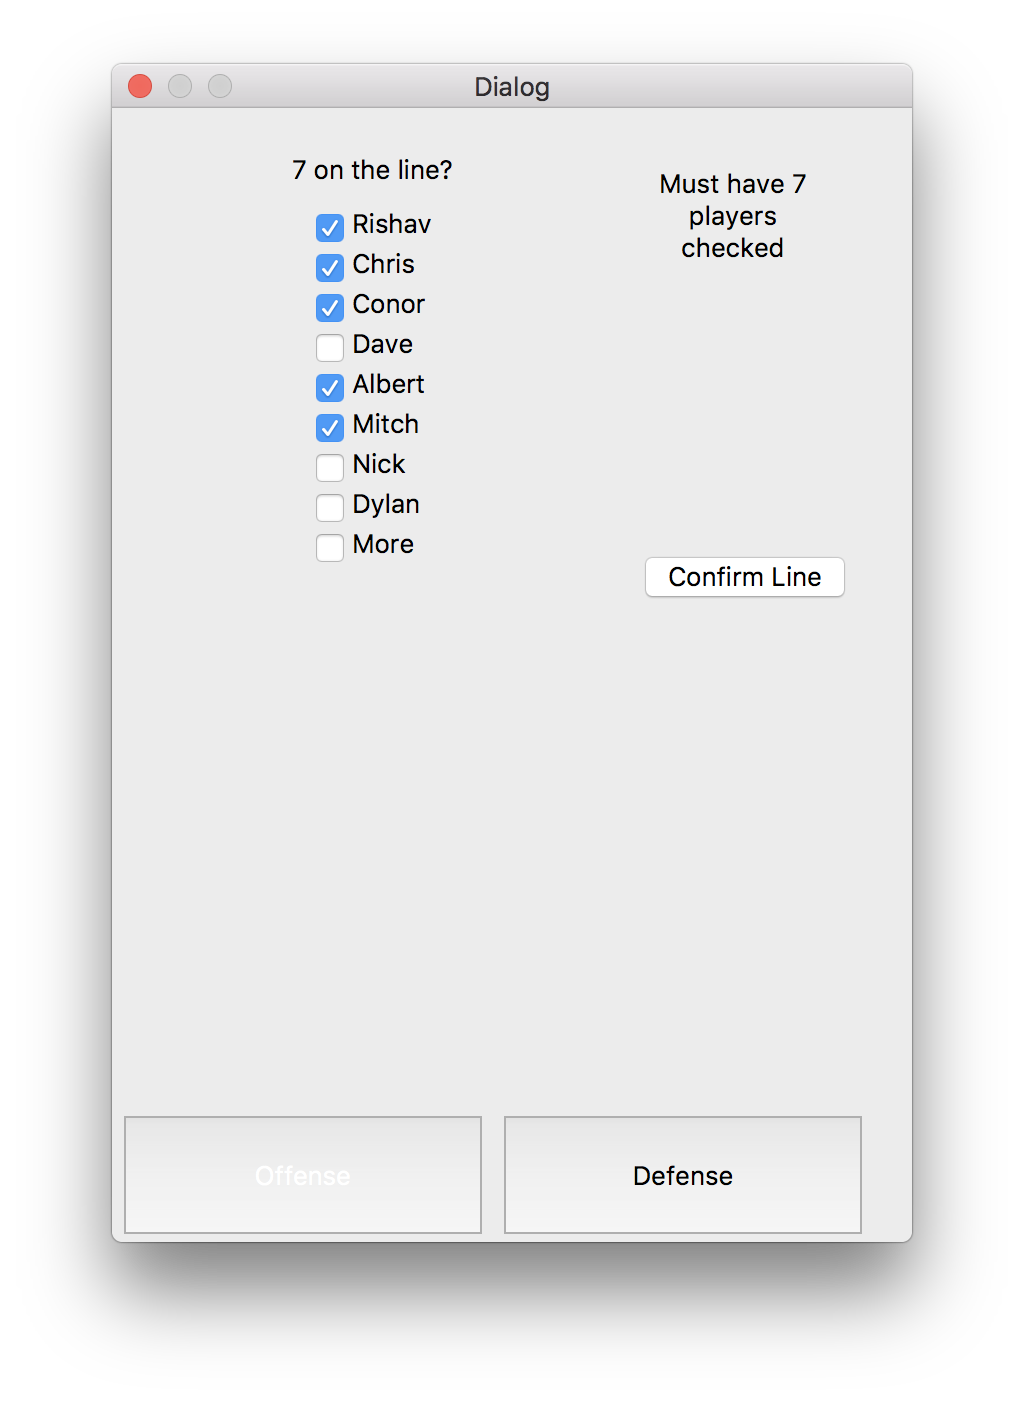 Dialog
7 on the line?
Rishav
Chris
Conor
Dave
Albert
Mitch
Nick
Dylan
More
Must have 7
players
checked
Confirm Line
Offense
Defense